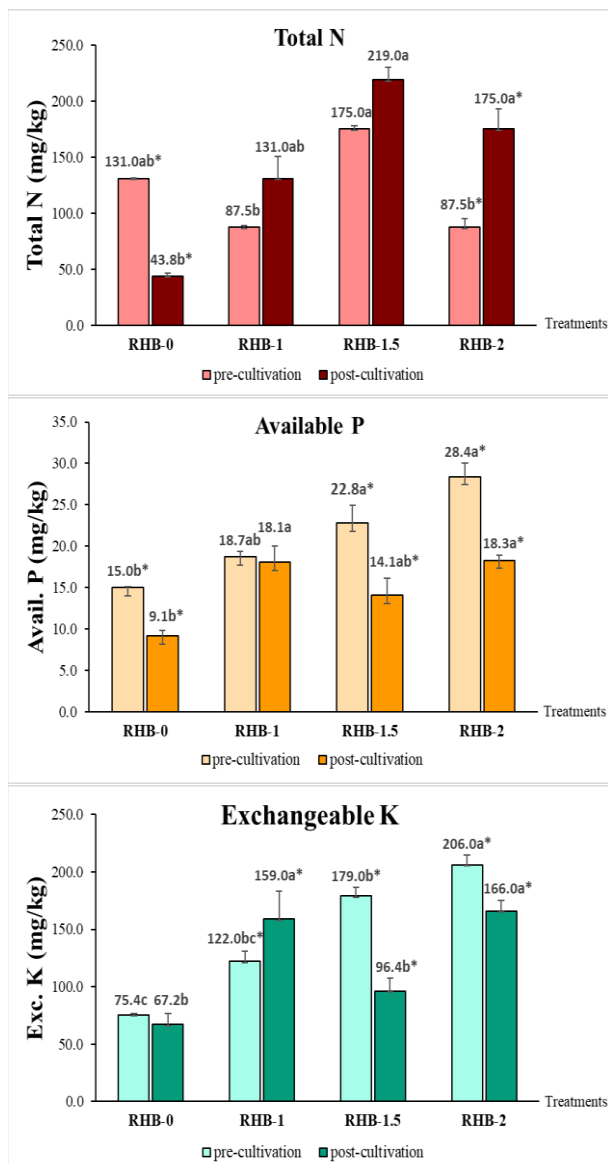 Total N
Total N (mg/kg)
250.0
200.0
150.0
100.0
50.0
0.0
131.0ab*
43.8b*
87.5b
131.0ab
175.0a
219.0a
87.5b*
175.0a*
RHB-0 RHB-1 RHB-1.5 RHB-2
Treatments
pre-cultivation post-cultivation
Available P
Avail. P (mg/kg)
35.0
30.0
25.0
20.0
15.0
10.0
5.0
0.0
15.0b*
9.1b*
18.7ab
18.1a
22.8a*
14.1ab*
28.4a*
18.3a*
RHB-0 RHB-1 RHB-1.5 RHB-2
Treatments
pre-cultivation post-cultivation
Exchangeable K
Exc. K (mg/kg)
250.0
200.0
150.0
100.0
50.0
0.0
75.4c
67.2b
122.0bc*
159.0a*
179.0b*
96.4b*
206.0a*
166.0a*
RHB-0 RHB-1 RHB-1.5 RHB-2
Treatments
pre-cultivation post-cultivation